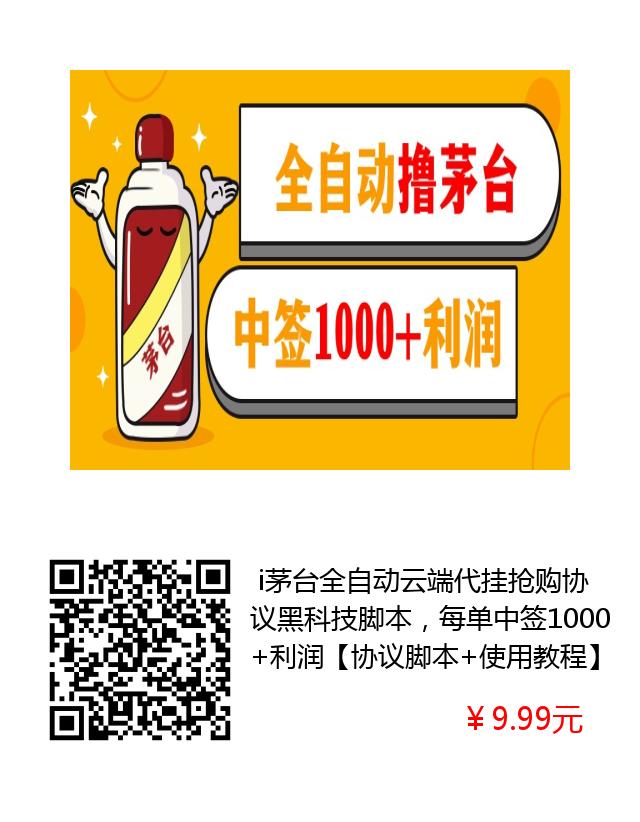 全自动撸茅台
中签1000+利润
茅台
i茅台全自动云端代挂抢购协
议黑科技脚本，每单中签1000
+利润【协议脚本+使用教程】
￥9.99元